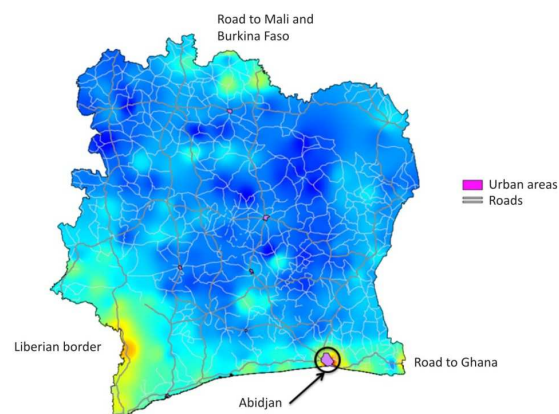 Road to Mali and
Burkina Faso
Urban areas
Roads
Liberian border
Road to Ghana
Abidjan